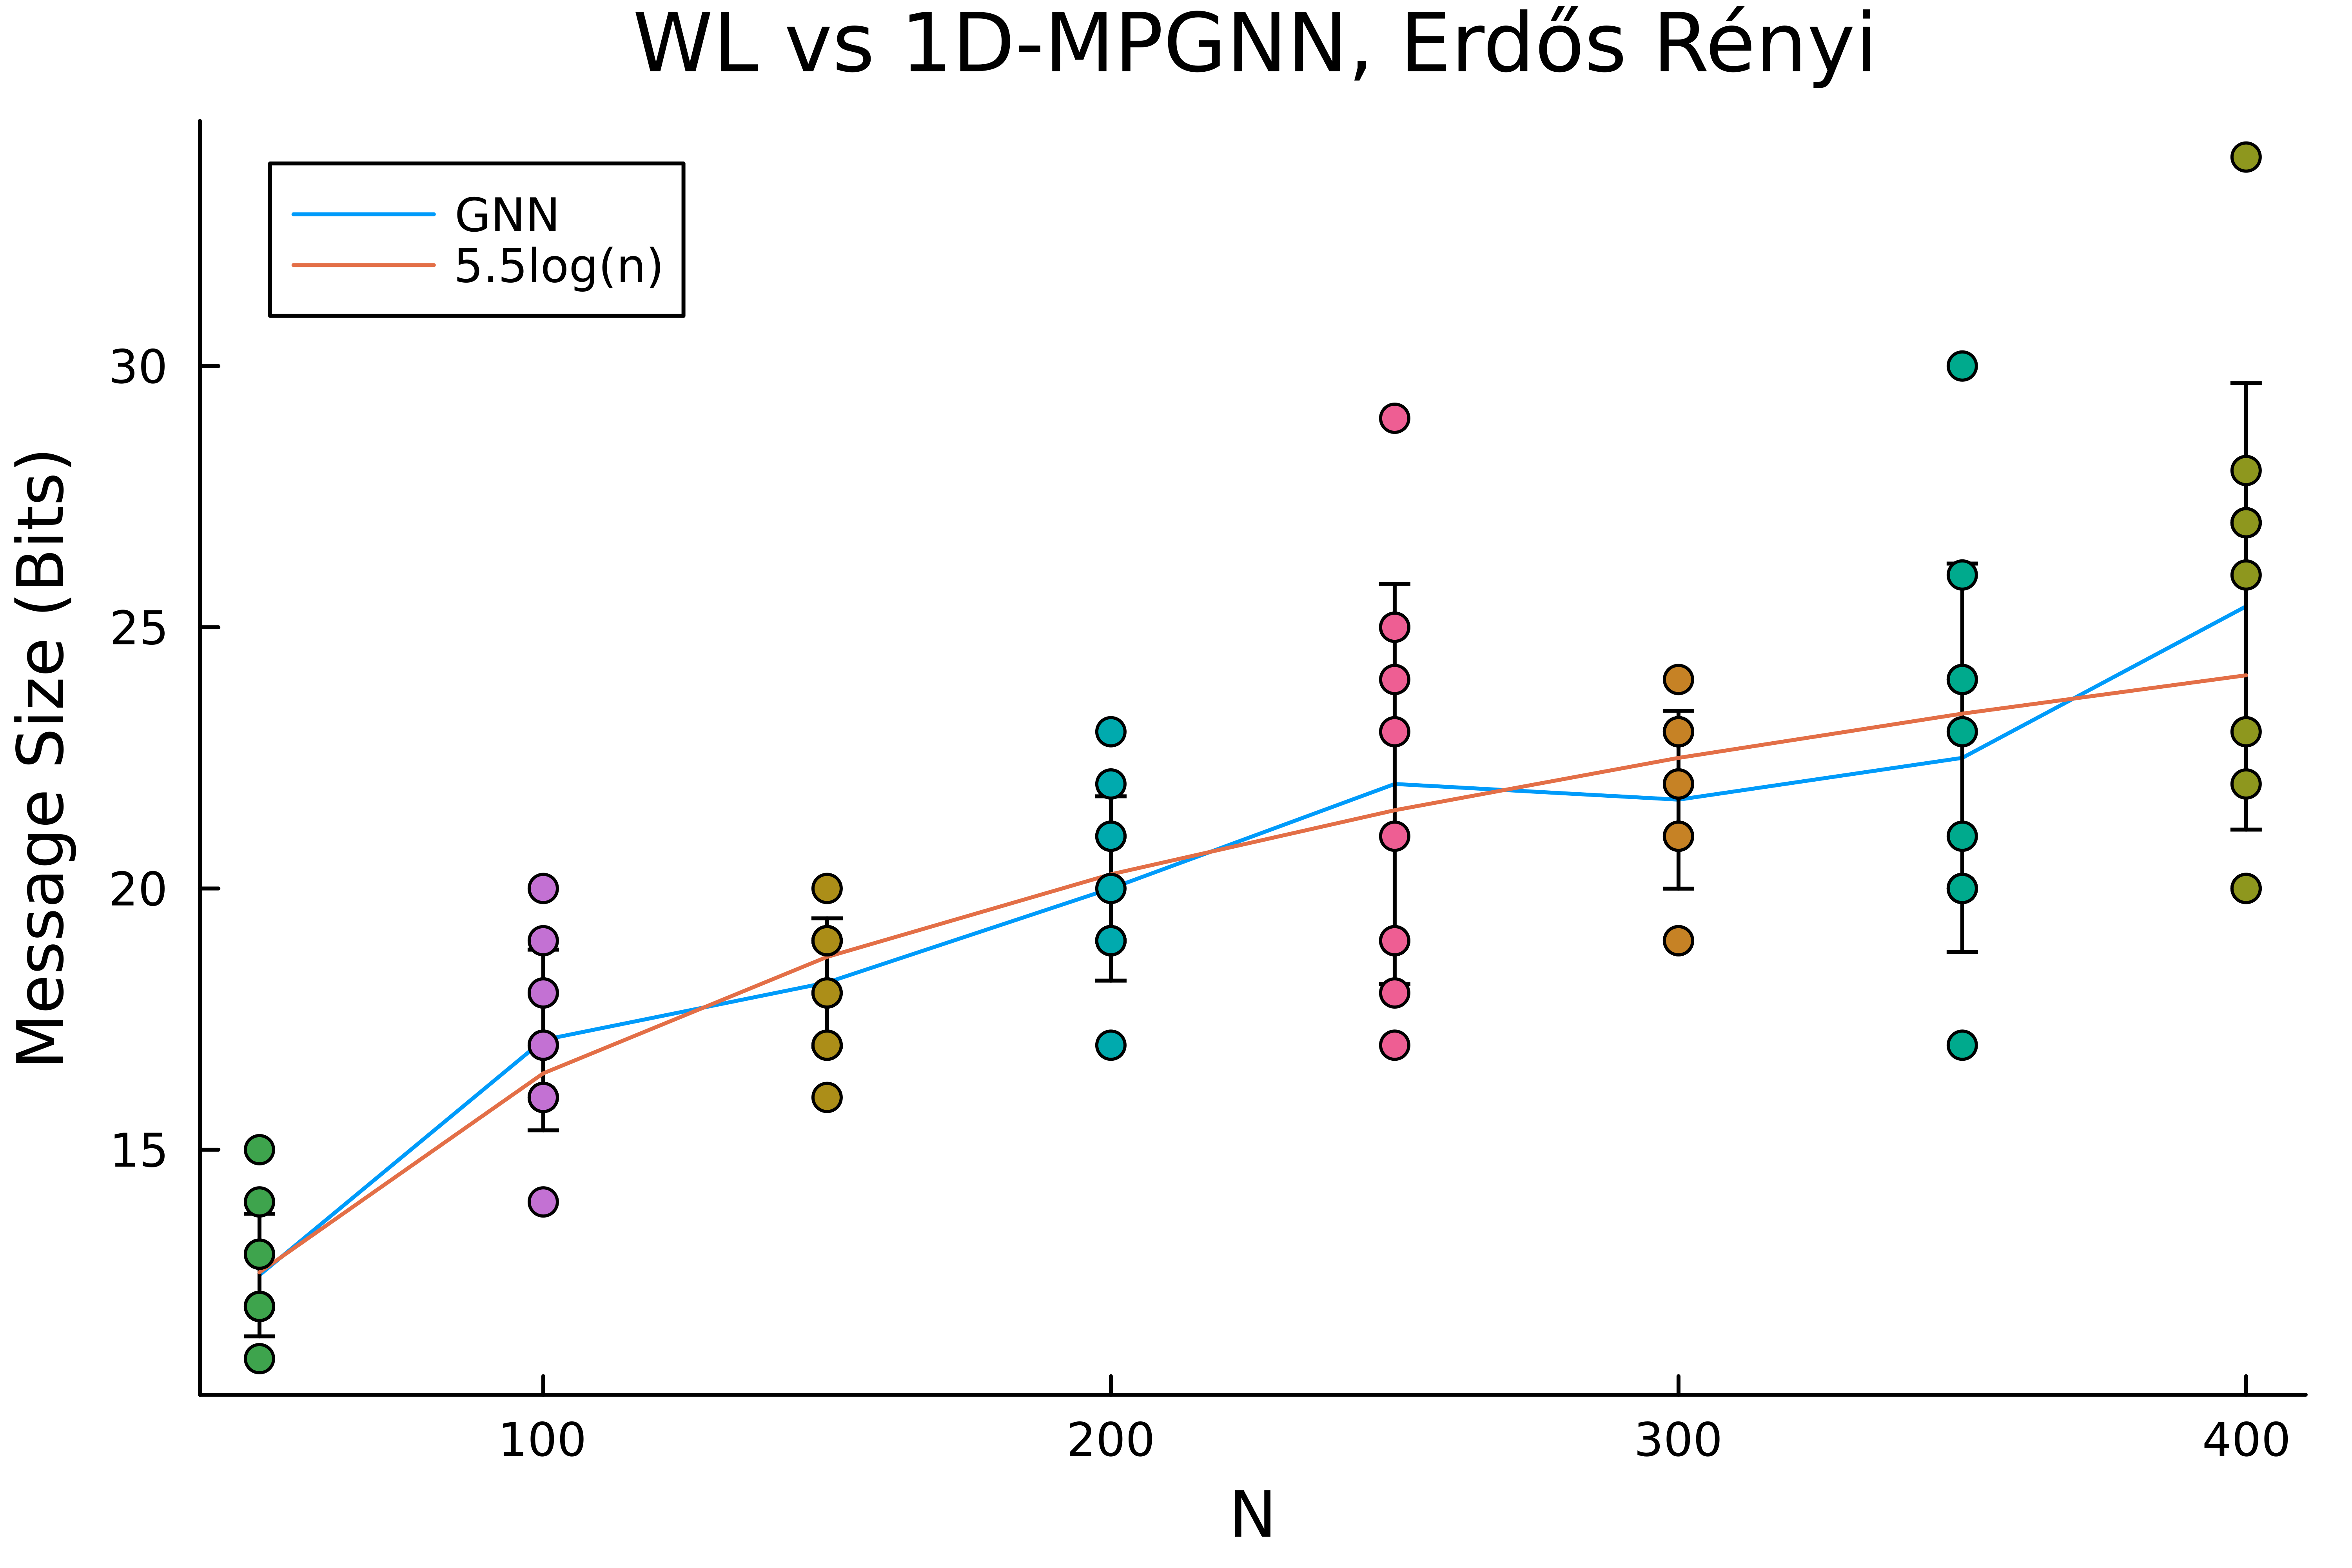 WL vs 1D-MPGNN, Erdős Rényi
GNN
5.5log(n)
Message Size (Bits)
30
25
20
15
100 200 300 400
N